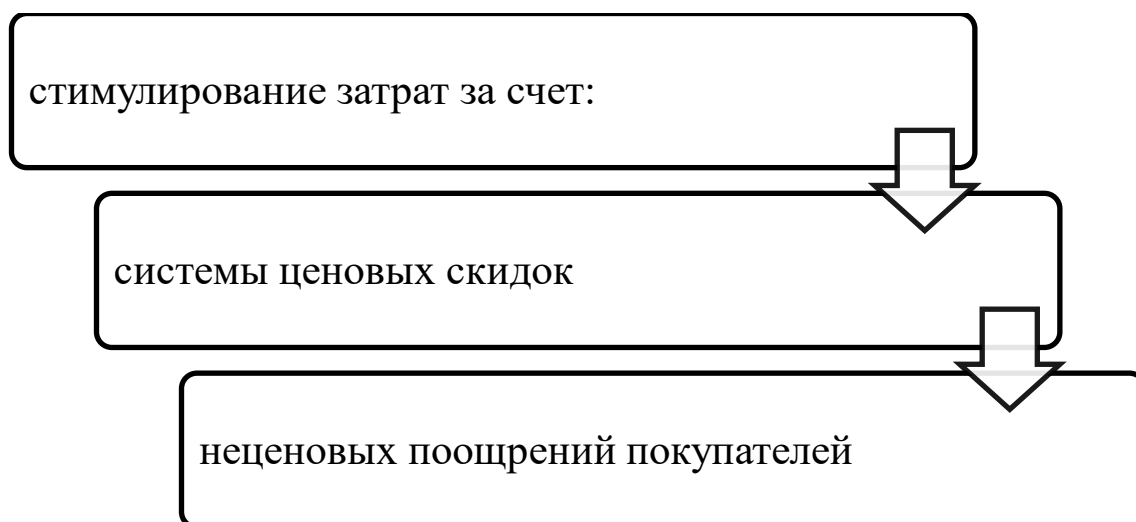 стимулирование затрат за счет:
системы ценовых скидок
неценовых поощрений покупателей